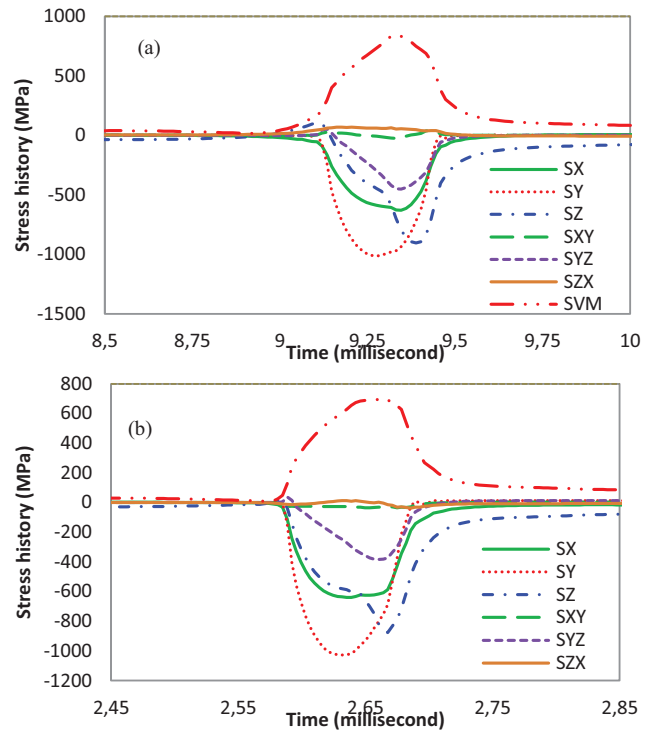 1000
(a)
500
0
-500
-1000
-1500
Stress history (MPa)
SX
SY
SZ
SXY
SYZ
SZX
SVM
8,5
8,75
9
9,25
9,5
9,75
10
Time (millisecond)
800
(b)
600
400
200
0
-200
-400
-600
-800
-1000
-1200
Stress history (MPa)
SX
SY
SZ
SXY
SYZ
SZX
2,45
2,55
2,65
2,75
2,85
Time (millisecond)